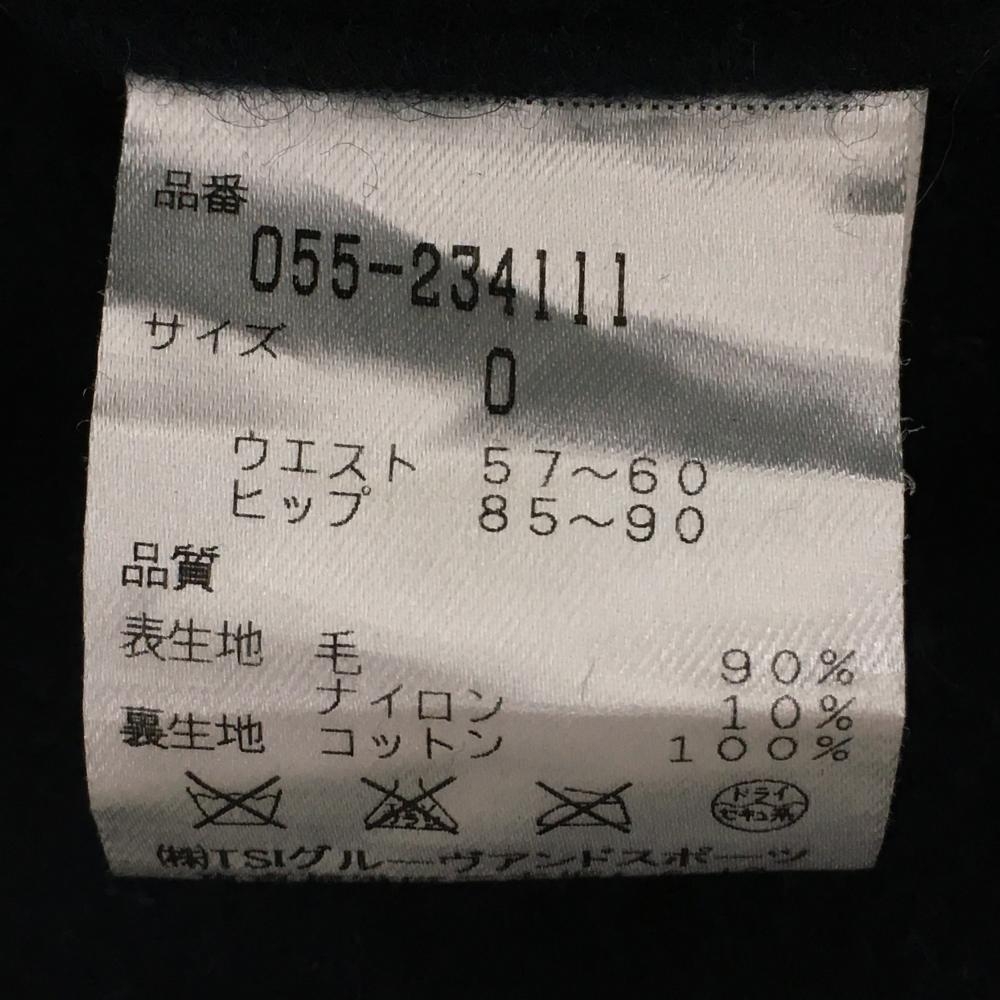 品番
055-234111
サイズ
0
ウエスト 57〜60
ヒップ 85〜90
品質
表生地 毛 90%
ナイロン 10%
裏生地 コットン 100%
ドライ
セキユ系
(株)TSIグルーヴアンドスポーツ